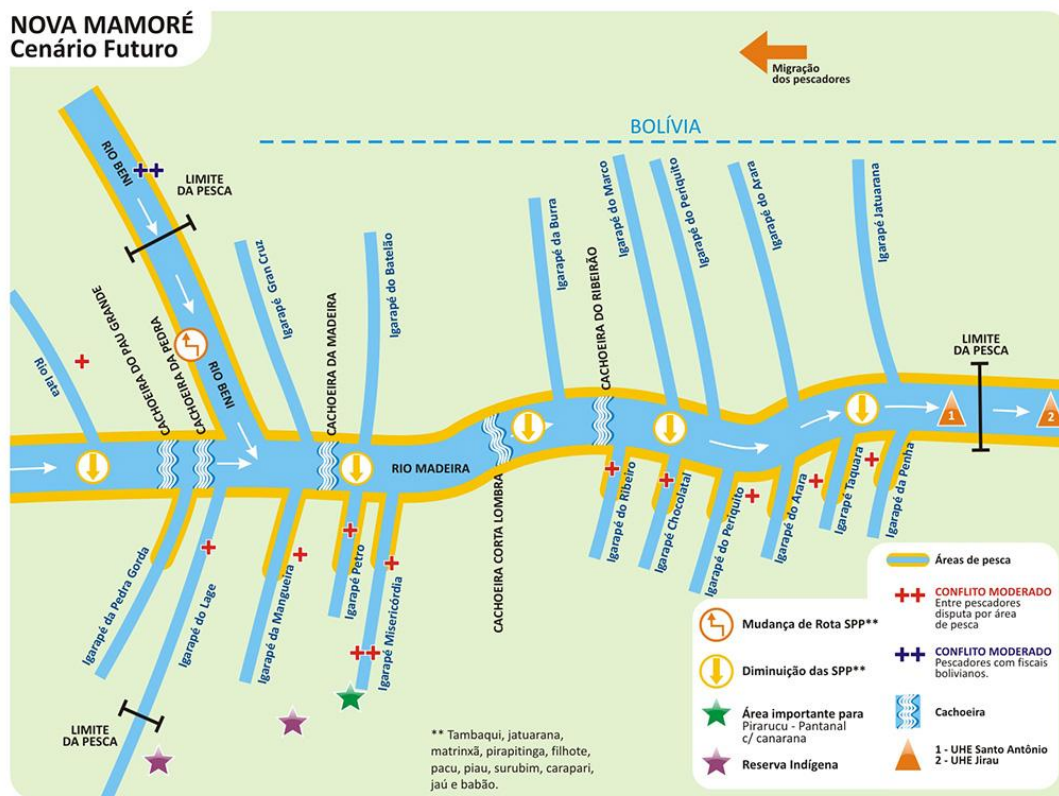 NOVA MAMORÉ
Cenário Futuro
Migração
dos pescadores
BOLÍVIA
RIO BENI
LIMITE
DA PESCA
RIO BENI
Rio Iata
CACHOEIRA DO PAU GRANDE
CACHOEIRA DA PEDRA
Igarapé Gran Cruz
CACHOEIRA DA MADEIRA
Igarapé do Batelão
Igarapé da Burra
CACHOEIRA DO RIBEIRÃO
Igarapé do Marco
Igarapé do Periquito
Igarapé do Arara
Igarapé Jatuarana
LIMITE
DA PESCA
1
2
RIO MADEIRA
CACHOEIRA CORTA LOMBRA
Igarapé da Pedra Gorda
Igarapé do Lage
Igarapé da Mangueira
Igarapé Petro
Igarapé Misericórdia
Igarapé do Ribeiro
Igarapé Chocolatal
Igarapé do Periquito
Igarapé do Arara
Igarapé Taquara
Igarapé da Penha
LIMITE
DA PESCA
** Tambaqui, jatuarana,
matrinxã, pirapitinga, filhote,
pacu, piau, surubim, carapari,
jaú e babão.
Mudança de Rota SPP**
Diminuição das SPP**
Área importante para
Pirarucu - Pantanal
c/ canarana
Reserva Indígena
Áreas de pesca
CONFLITO MODERADO
Entre pescadores
disputa por área
de pesca
CONFLITO MODERADO
Pescadores com fiscais
bolivianos.
Cachoeira
1 - UHE Santo Antônio
2 - UHE Jirau